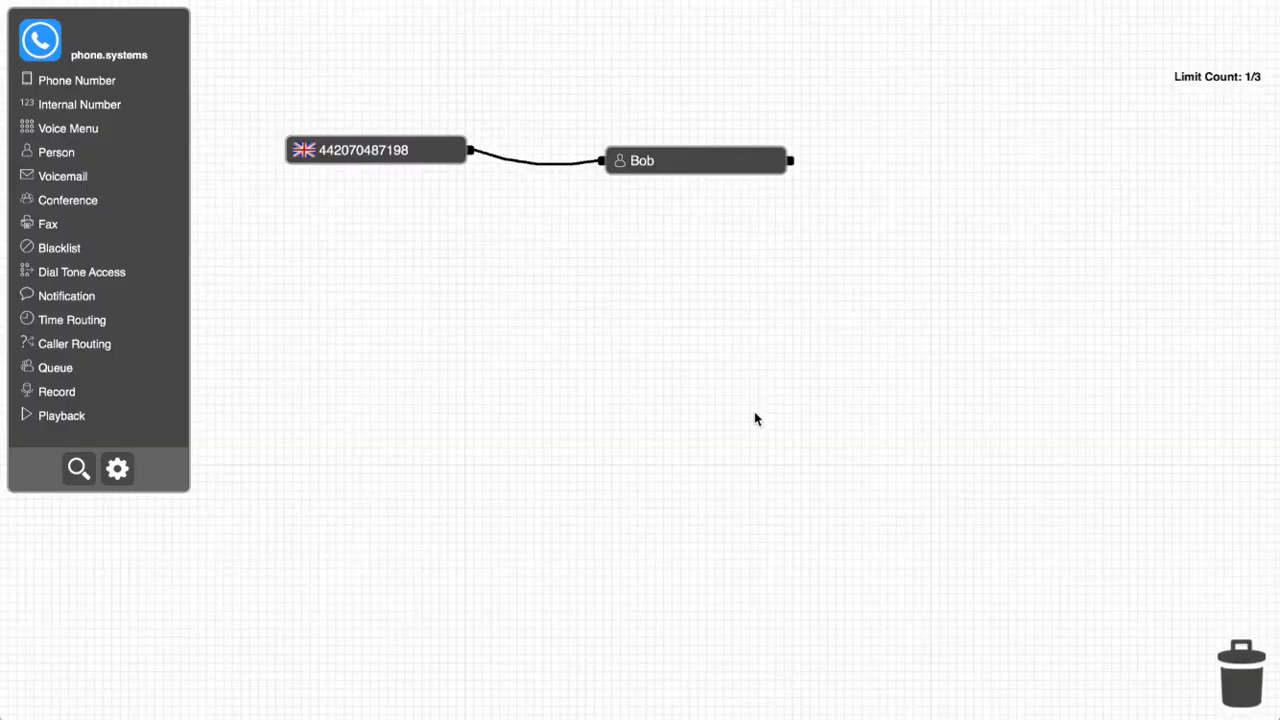 phone.systems
Phone Number
123 Internal Number
Voice Menu
Person
Voicemail
Conference
Fax
Blacklist
Dial Tone Access
Notification
Time Routing
Caller Routing
Queue
Record
Playback
442070487198
Bob
Limit Count: 1/3